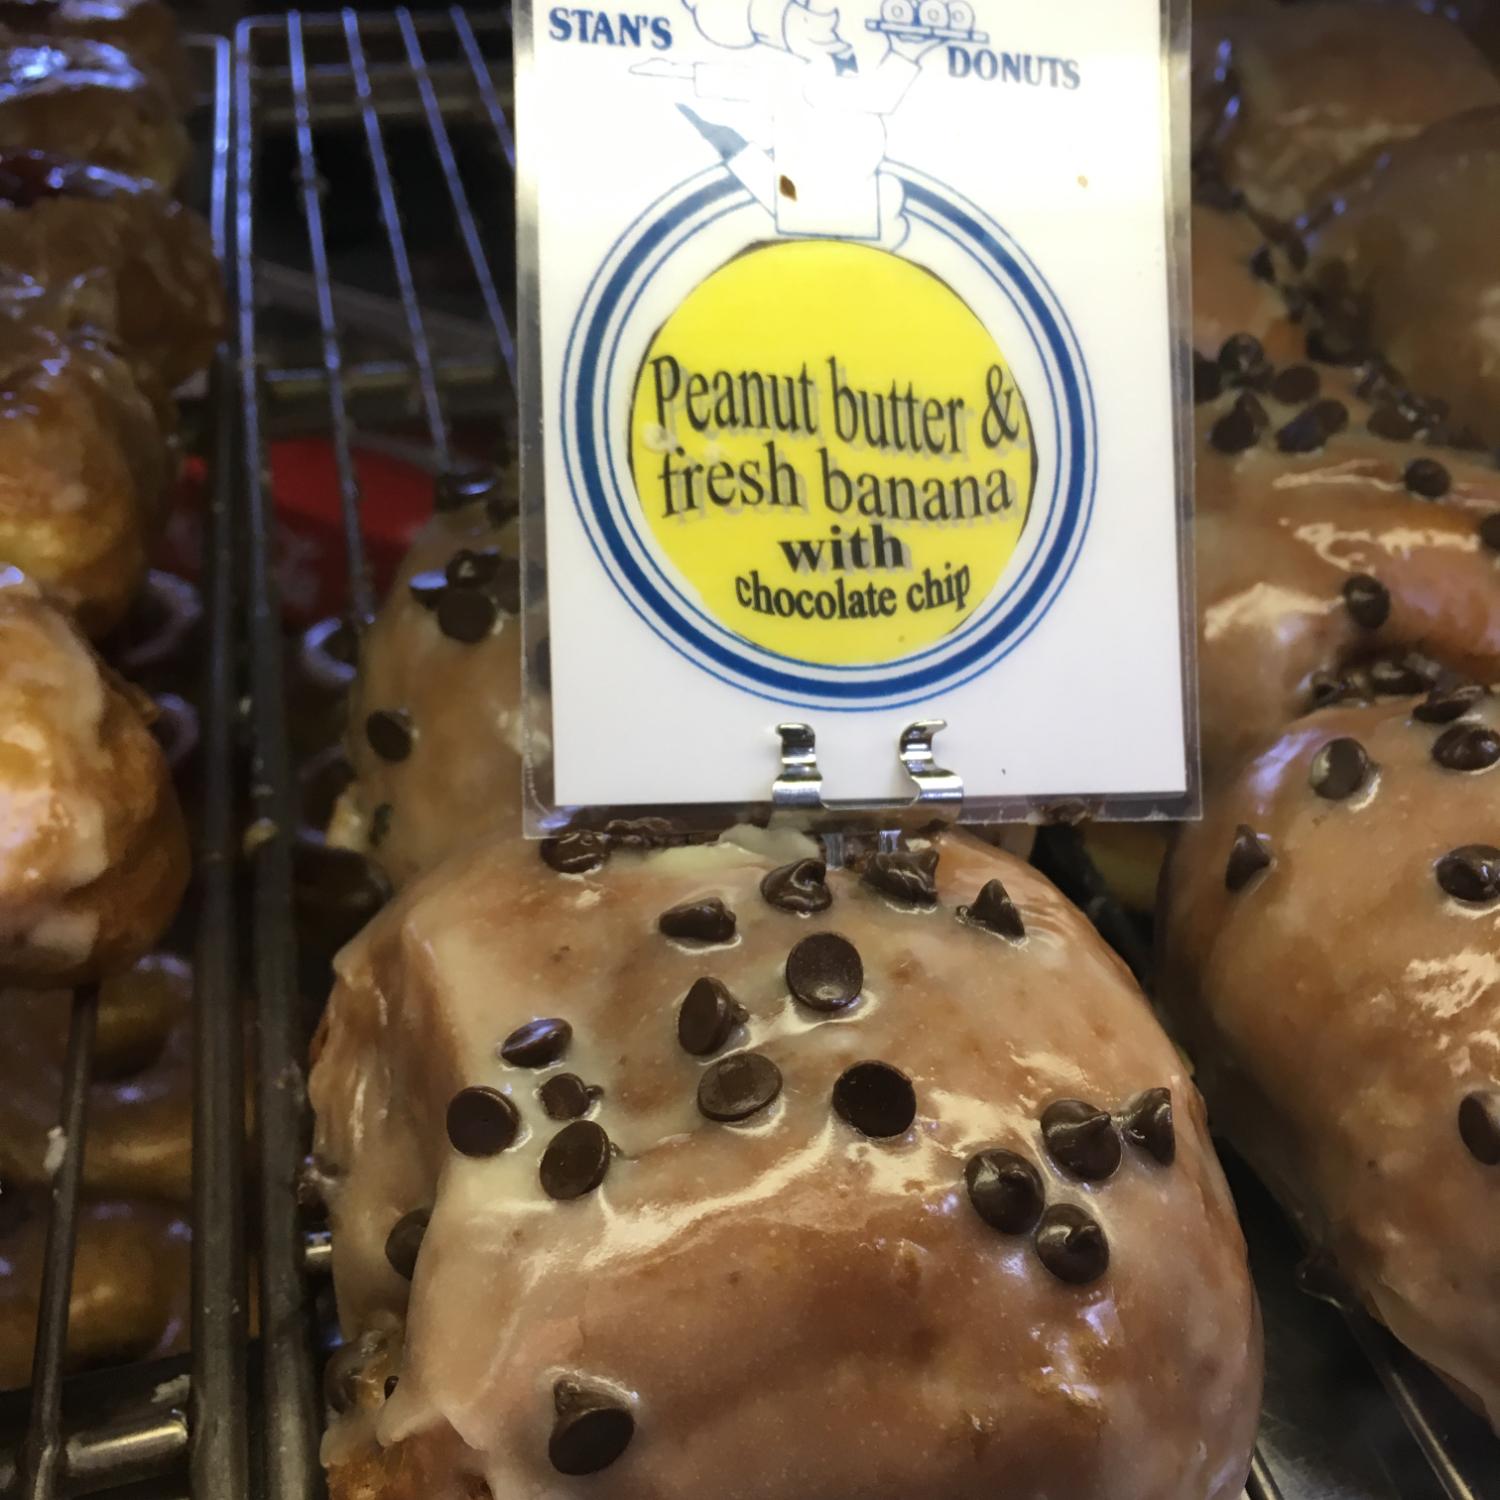 STAN'S DONUTS
Peanut butter &
fresh banana
with
chocolate chip